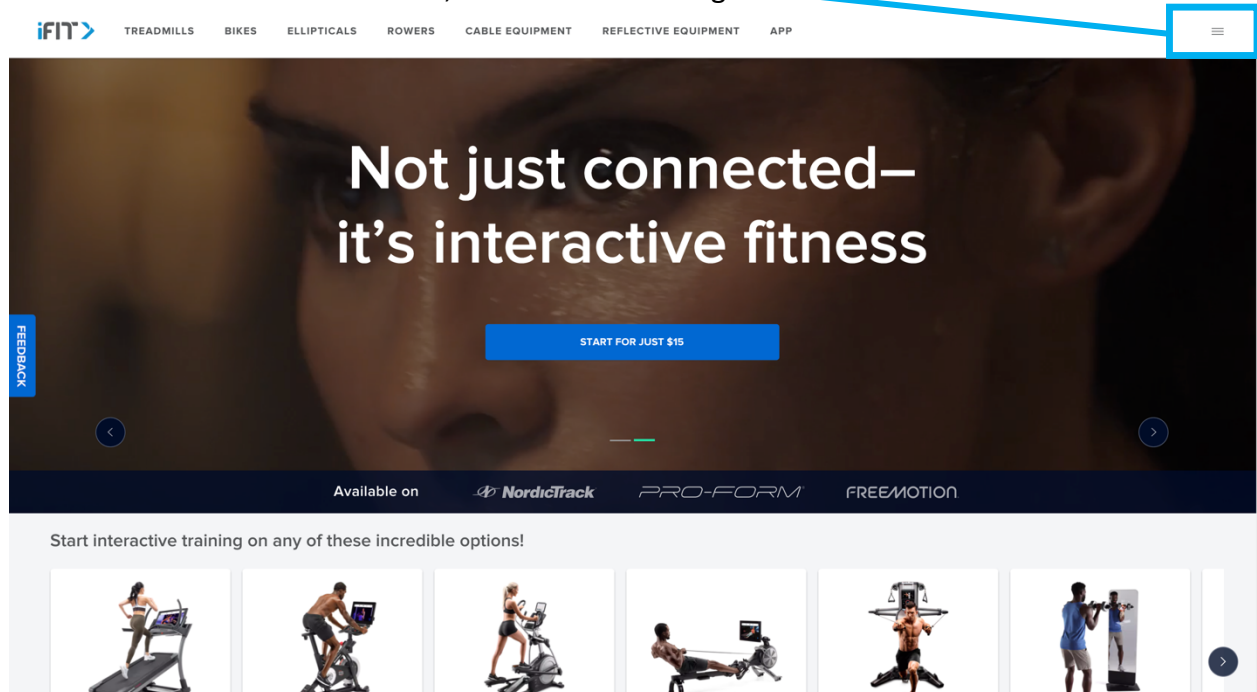 iFIT TREADMILLS BIKES ELLIPTICALS ROWERS CABLE EQUIPMENT REFLECTIVE EQUIPMENT APP
Not just connected–
it's interactive fitness
START FOR JUST $15
FEEDBACK
Available on NordicTrack PRO-FORM FREEMOTION
Start interactive training on any of these incredible options!